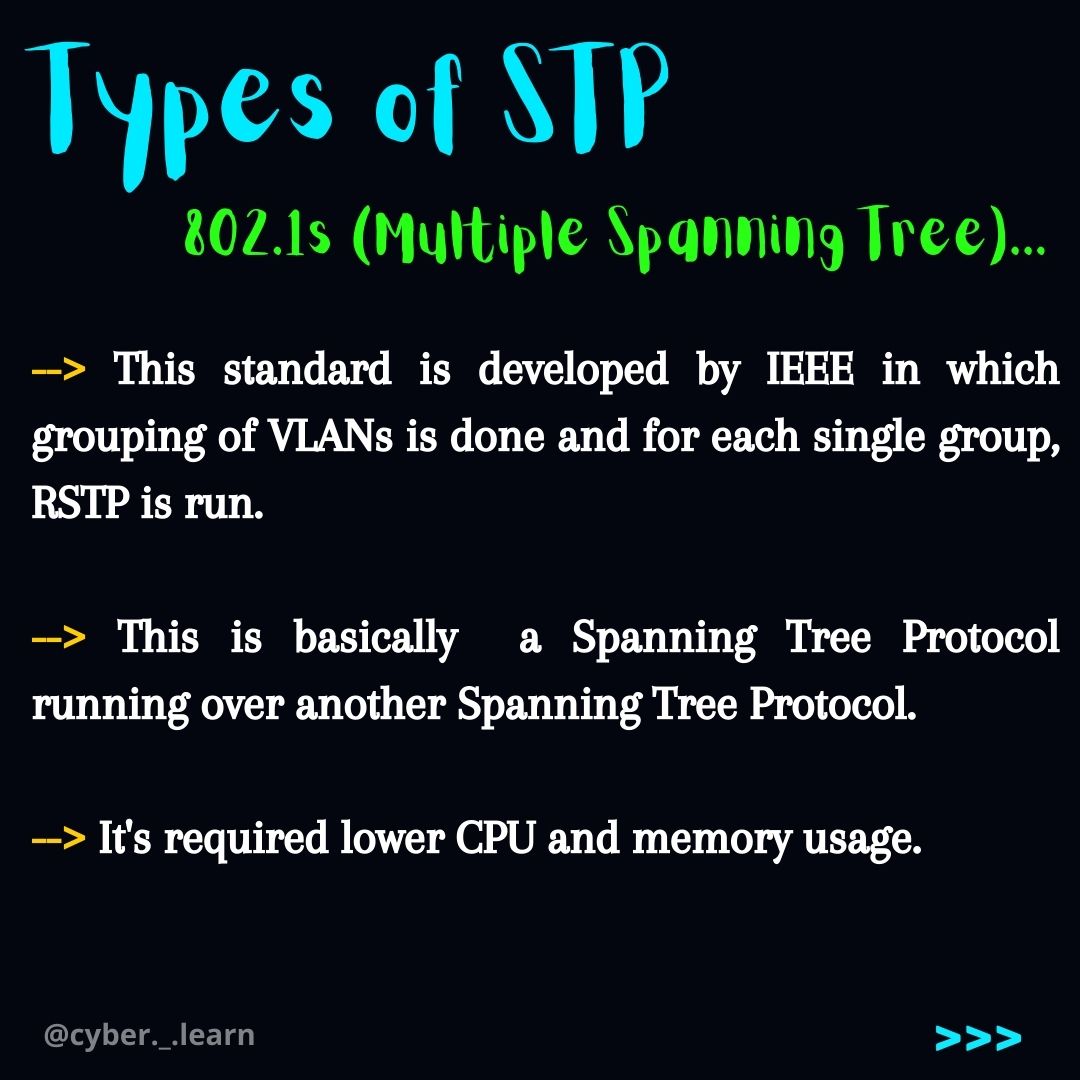 Types of STP
802.1s (Multiple Spanning Tree)...
--> This standard is developed by IEEE in which
grouping of VLANs is done and for each single group,
RSTP is run.
--> This is basically a Spanning Tree Protocol
running over another Spanning Tree Protocol.
--> It's required lower CPU and memory usage.
@cyber._.learn
>>>